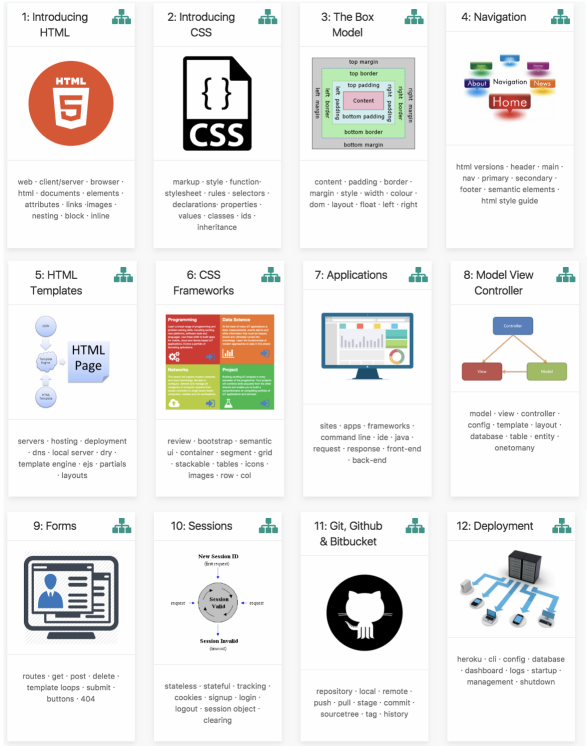 1: Introducing
HTML
HTML
5
web · client/server · browser ·
html · documents · elements ·
attributes · links ·images ·
nesting · block · inline
2: Introducing
CSS
{ }
CSS
markup · style · function·
stylesheet · rules · selectors ·
declarations· properties ·
values · classes · ids ·
inheritance
3: The Box
Model
top margin
top border
top padding
left margin
left border
left padding
Content
right padding
right border
right margin
bottom padding
bottom border
bottom margin
content · padding · border ·
margin · style · width · colour ·
dom · layout · float · left · right
4: Navigation
About
Navigation
News
Home
html versions · header · main ·
nav · primary · secondary ·
footer · semantic elements ·
html style guide
5: HTML
Templates
Template
Engine
HTML
Page
servers · hosting · deployment
· dns · local server · dry ·
template engine · ejs · partials
· layouts
6: CSS
Frameworks
Programming
Data Science
Networks
Project
review · bootstrap · semantic
ui · container · segment · grid
· stackable · tables · icons ·
images · row · col
7: Applications
sites · apps · frameworks ·
command line · ide · java ·
request · response · front-end ·
back-end
8: Model View
Controller
Controller
View
Model
model · view · controller ·
config · template · layout ·
database · table · entity ·
onetomany
9: Forms
routes · get · post · delete ·
template loops · submit ·
buttons · 404
10: Sessions
New Session ID
(first request)
request
Session
Valid
request
Session Invalid
stateless · stateful · tracking ·
cookies · signup · login ·
logout · session object ·
clearing
11: Git, Github
& Bitbucket
repository · local · remote ·
push · pull · stage · commit ·
sourcetree · tag · history
12: Deployment
heroku · cli · config · database
· dashboard · logs · startup ·
management · shutdown